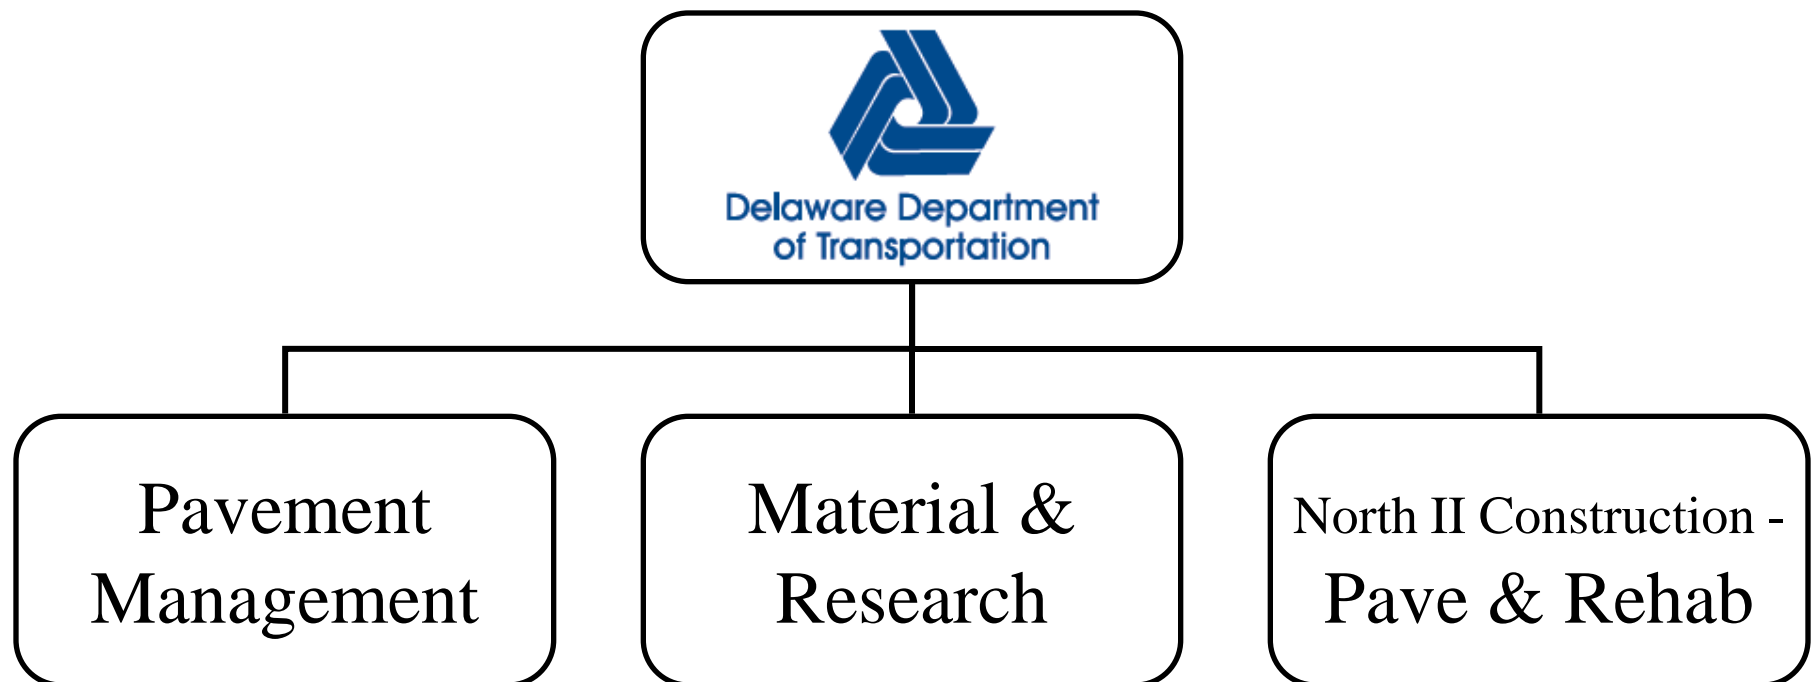 Delaware Department
of Transportation
Pavement
Management
Material &
Research
North II Construction -
Pave & Rehab